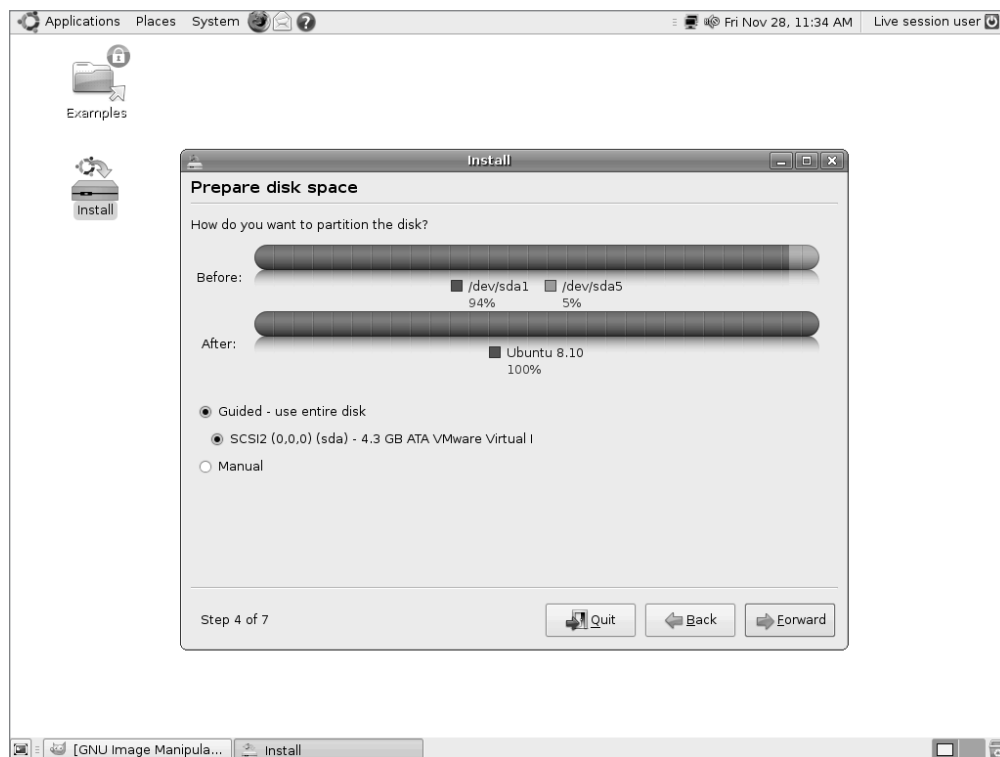 Applications Places System Fri Nov 28, 11:34 AM Live session user
Examples
Install
Install
Prepare disk space
How do you want to partition the disk?
Before:
/dev/sda1 /dev/sda5
94% 5%
After:
Ubuntu 8.10
100%
Guided - use entire disk
SCSI2 (0,0,0) (sda) - 4.3 GB ATA VMware Virtual I
Manual
Step 4 of 7
Quit Back Forward
[GNU Image Manipula... Install